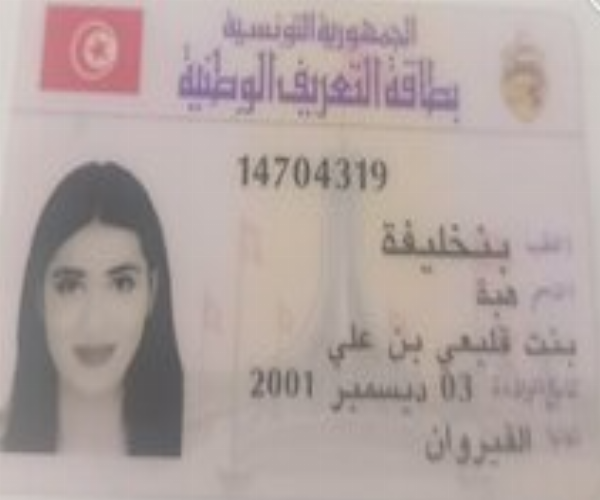 الجمهورية التونسية
بطاقة التعريف الوطنية
14704319
اللقب بنخليفة
الاسم هبة
بنت قليعي بن علي
تاريخ الولادة 03 ديسمبر 2001
القيروان